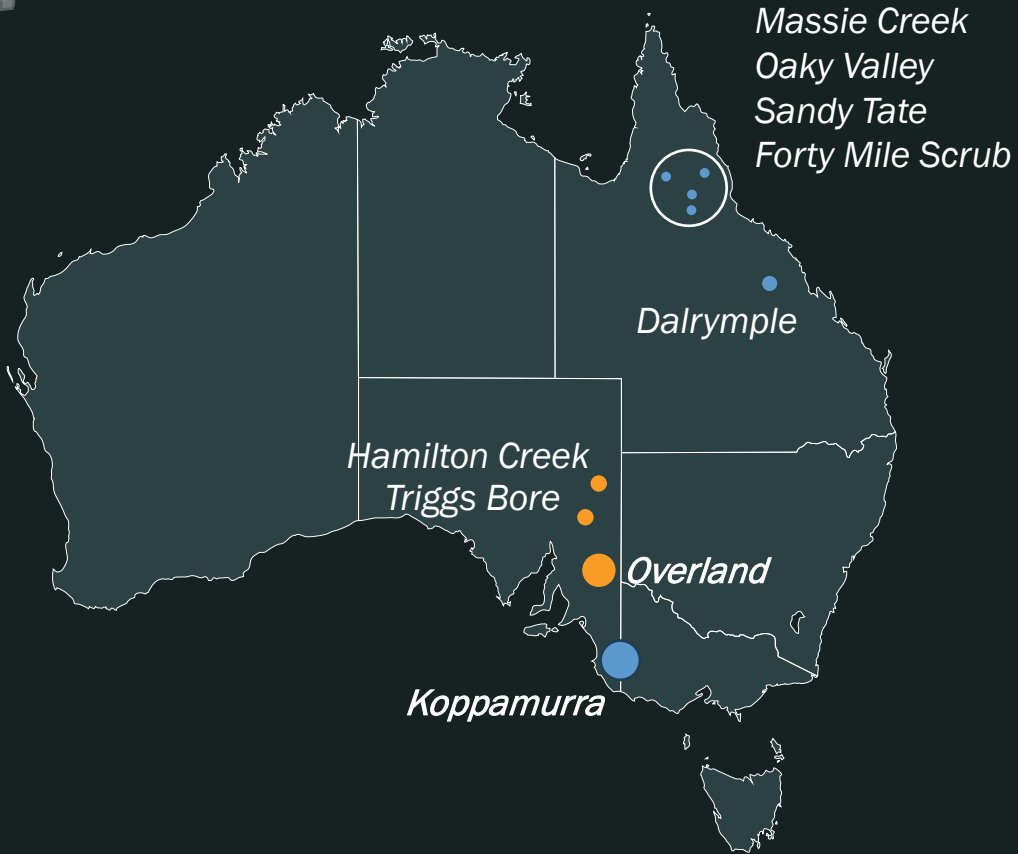 Massie Creek
Oaky Valley
Sandy Tate
Forty Mile Scrub
Dalrymple
Hamilton Creek
Triggs Bore
Overland
Koppamurra